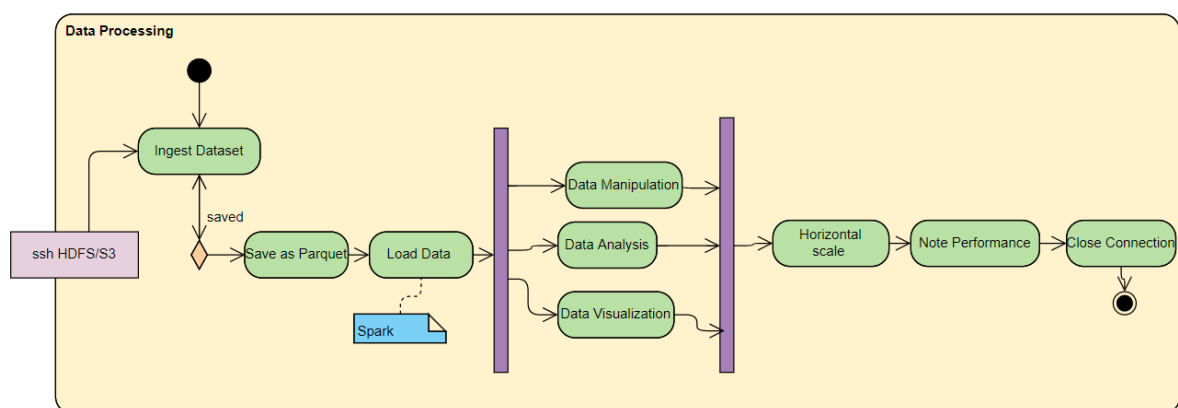 Data Processing
Ingest Dataset
saved
ssh HDFS/S3
Save as Parquet
Load Data
Spark
Data Manipulation
Data Analysis
Data Visualization
Horizontal
scale
Note Performance
Close Connection